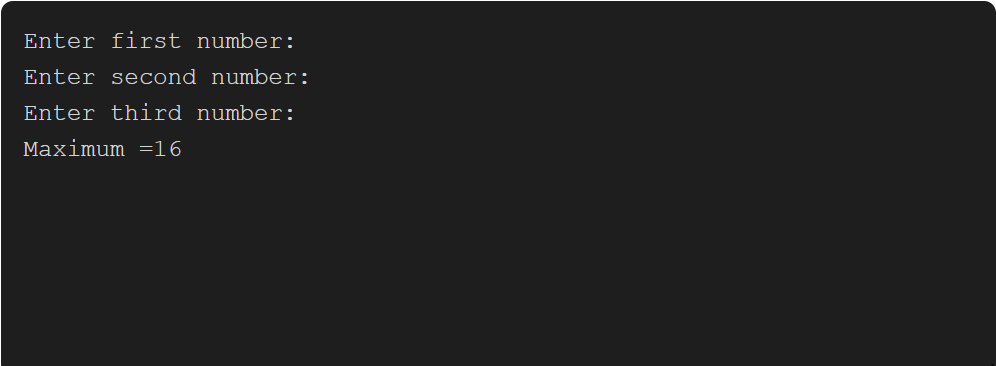 Enter first number:
Enter second number:
Enter third number:
Maximum =16